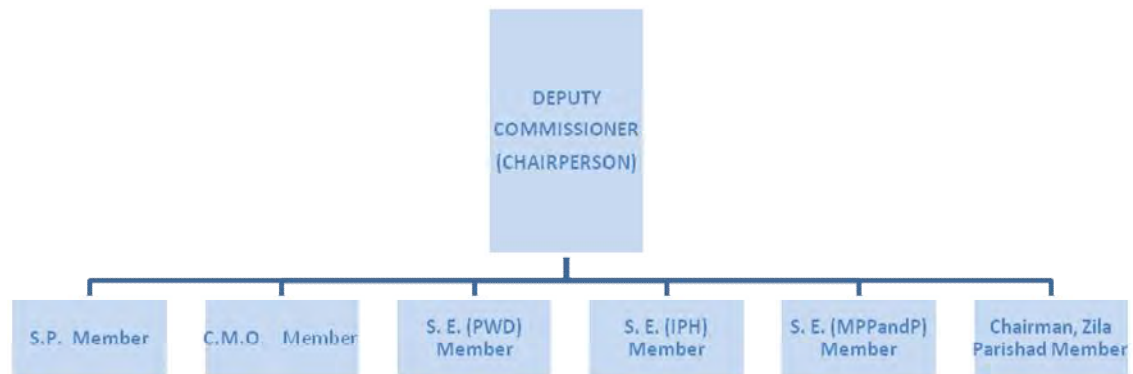 DEPUTY
COMMISSIONER
(CHAIRPERSON)
S.P. Member
C.M.O Member
S. E. (PWD)
Member
S. E. (IPH)
Member
S. E. (MPPandP)
Member
Chairman, Zila
Parishad Member